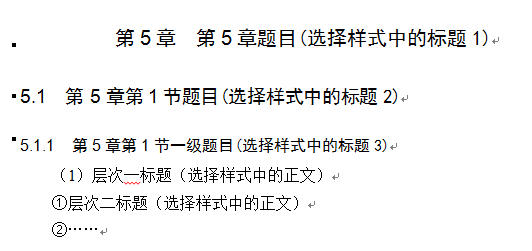 第5章　第5章题目(选择样式中的标题1)
5.1　第5章第1节题目(选择样式中的标题2)
5.1.1　第5章第1节一级题目(选择样式中的标题3)
（1）层次一标题（选择样式中的正文）
①层次二标题（选择样式中的正文）
②……